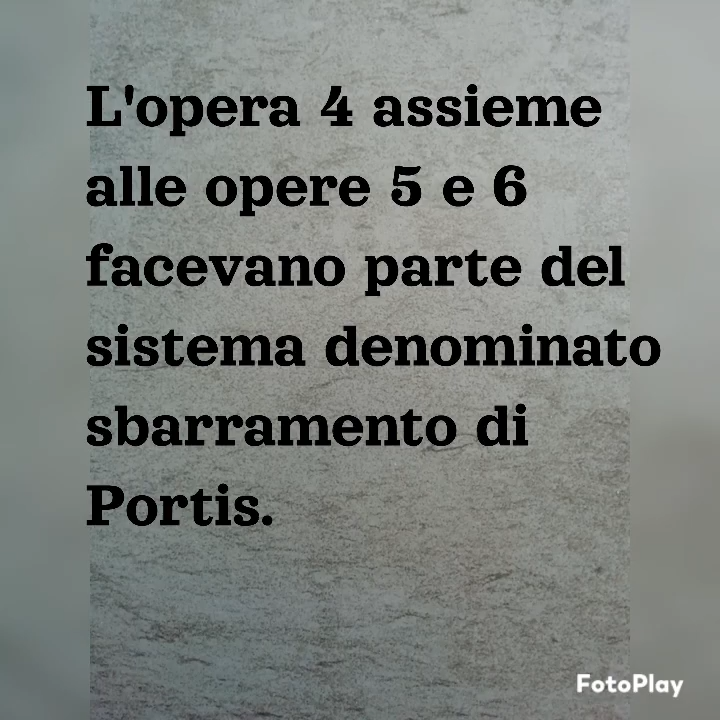 L'opera 4 assieme
alle opere 5 e 6
facevano parte del
sistema denominato
sbarramento di
Portis.
FotoPlay